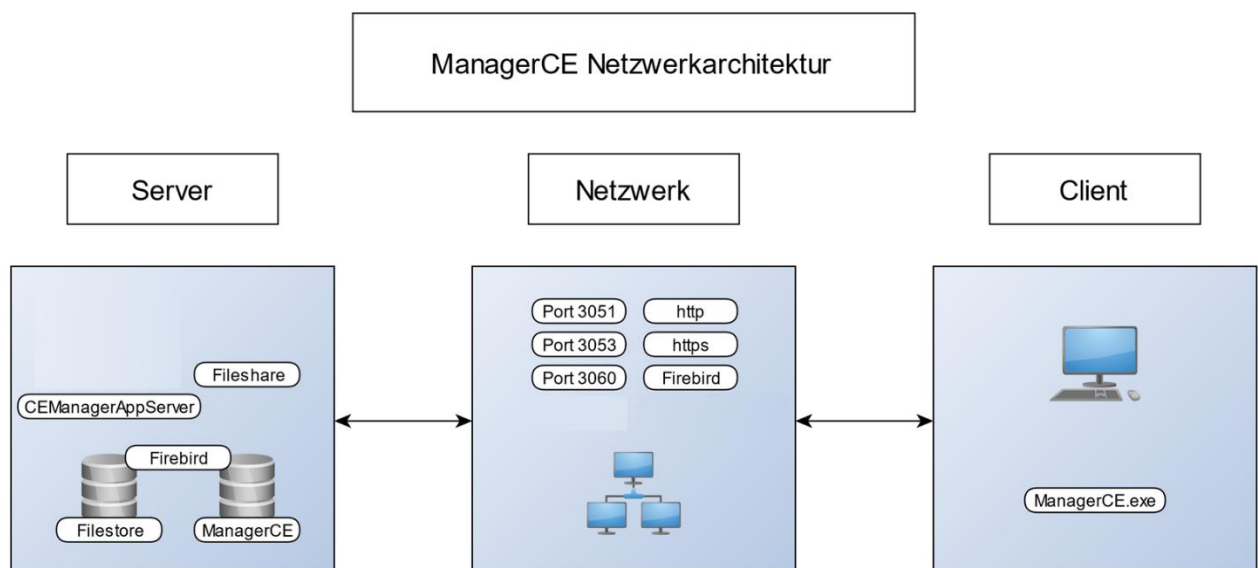 ManagerCE Netzwerkarchitektur
Server
Netzwerk
Client
Fileshare
CEManagerAppServer
Firebird
Filestore
ManagerCE
Port 3051
http
Port 3053
https
Port 3060
Firebird
ManagerCE.exe